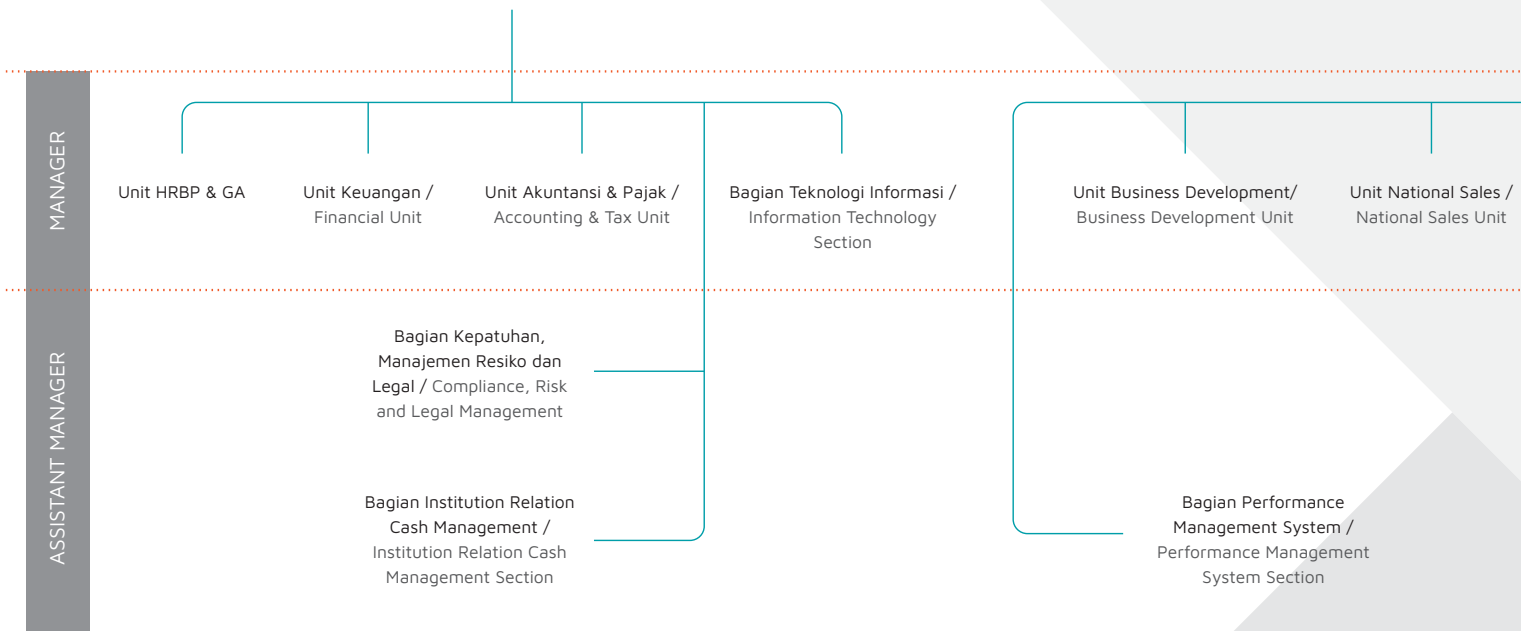 MANAGER
Unit HRBP & GA
Unit Keuangan /
Financial Unit
Unit Akuntansi & Pajak /
Accounting & Tax Unit
Bagian Teknologi Informasi /
Information Technology
Section
Unit Business Development/
Business Development Unit
Unit National Sales /
National Sales Unit
ASSISTANT MANAGER
Bagian Kepatuhan,
Manajemen Resiko dan
Legal / Compliance, Risk
and Legal Management
Bagian Institution Relation
Cash Management /
Institution Relation Cash
Management Section
Bagian Performance
Management System /
Performance Management
System Section